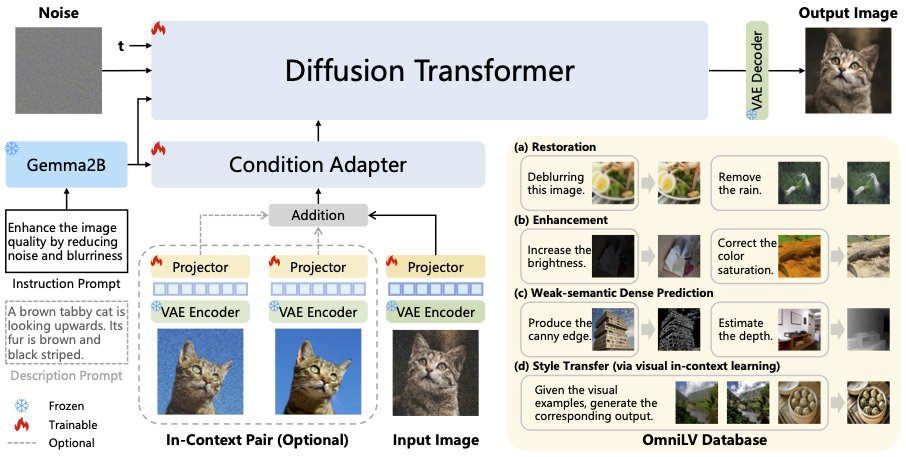 Noise
t
Diffusion Transformer
VAE Decoder
Output Image
Gemma2B
Condition Adapter
Addition
Enhance the image
quality by reducing
noise and blurriness
Instruction Prompt
A brown tabby cat is
looking upwards. Its
fur is brown and
black striped.
Description Prompt
Projector
Projector
Projector
VAE Encoder
VAE Encoder
VAE Encoder
Frozen
Trainable
Optional
In-Context Pair (Optional)
Input Image
(a) Restoration
Deblurring
this image.
Remove
the rain.
(b) Enhancement
Increase the
brightness.
Correct the
color
saturation.
(c) Weak-semantic Dense Prediction
Produce the
canny edge.
Estimate
the depth.
(d) Style Transfer (via visual in-context learning)
Given the visual
examples, generate the
corresponding output.
OmniLV Database